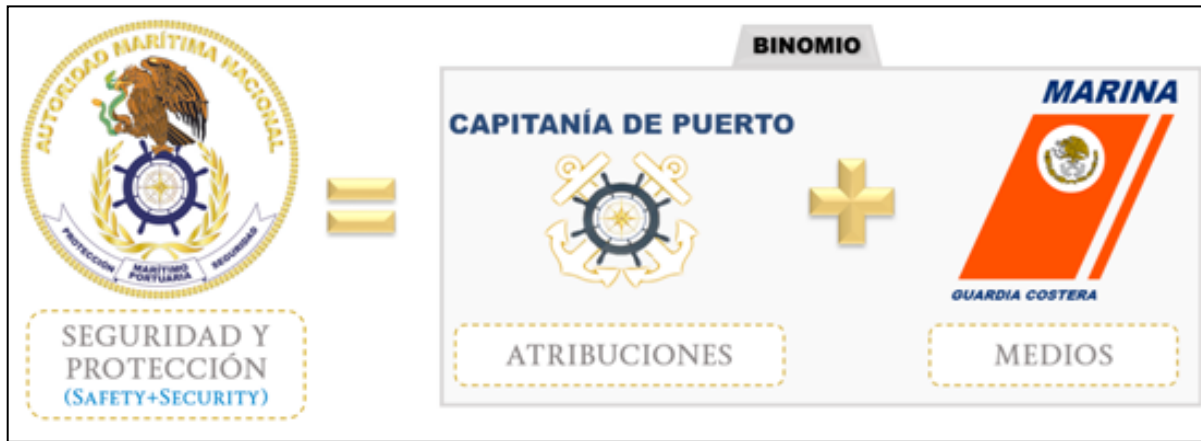 AUTORIDAD MARÍTIMA NACIONAL
PROTECCIÓN
MARÍTIMO
PORTUARIA
SEGURIDAD
SEGURIDAD Y
PROTECCIÓN
(SAFETY+SECURITY)
BINOMIO
CAPITANÍA DE PUERTO
ATRIBUCIONES
MARINA
GUARDIA COSTERA
MEDIOS